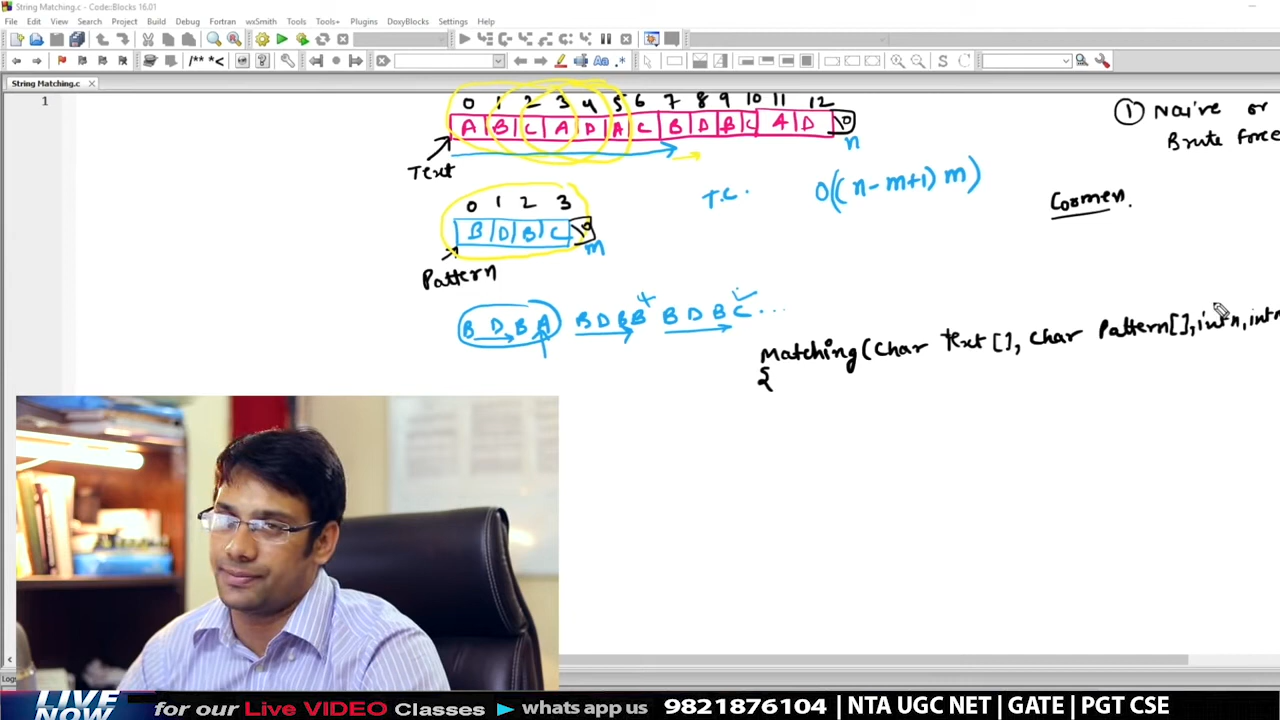 String Matching.c - Code::Blocks 16.01
File Edit View Search Project Build Debug Fortran wxSmith Tools Tools+ Plugins DoxyBlocks Settings Help
String Matching.c
1
0 1 2 3 4 5 6 7 8 9 10 11 12
A B C A D A C B D B C A D \0
n
Text
① Naive or
Brute Force
T.C. O((n-m+1) m)
Cormen.
0 1 2 3
B D B C \0
m
Pattern
B D B A B D B B B D B C ...
Matching(Char Text [], Char Pattern[], int n, int m
{
Logs
LIVE NOW for our Live VIDEO Classes whats app us 9821876104 | NTA UGC NET | GATE | PGT CSE